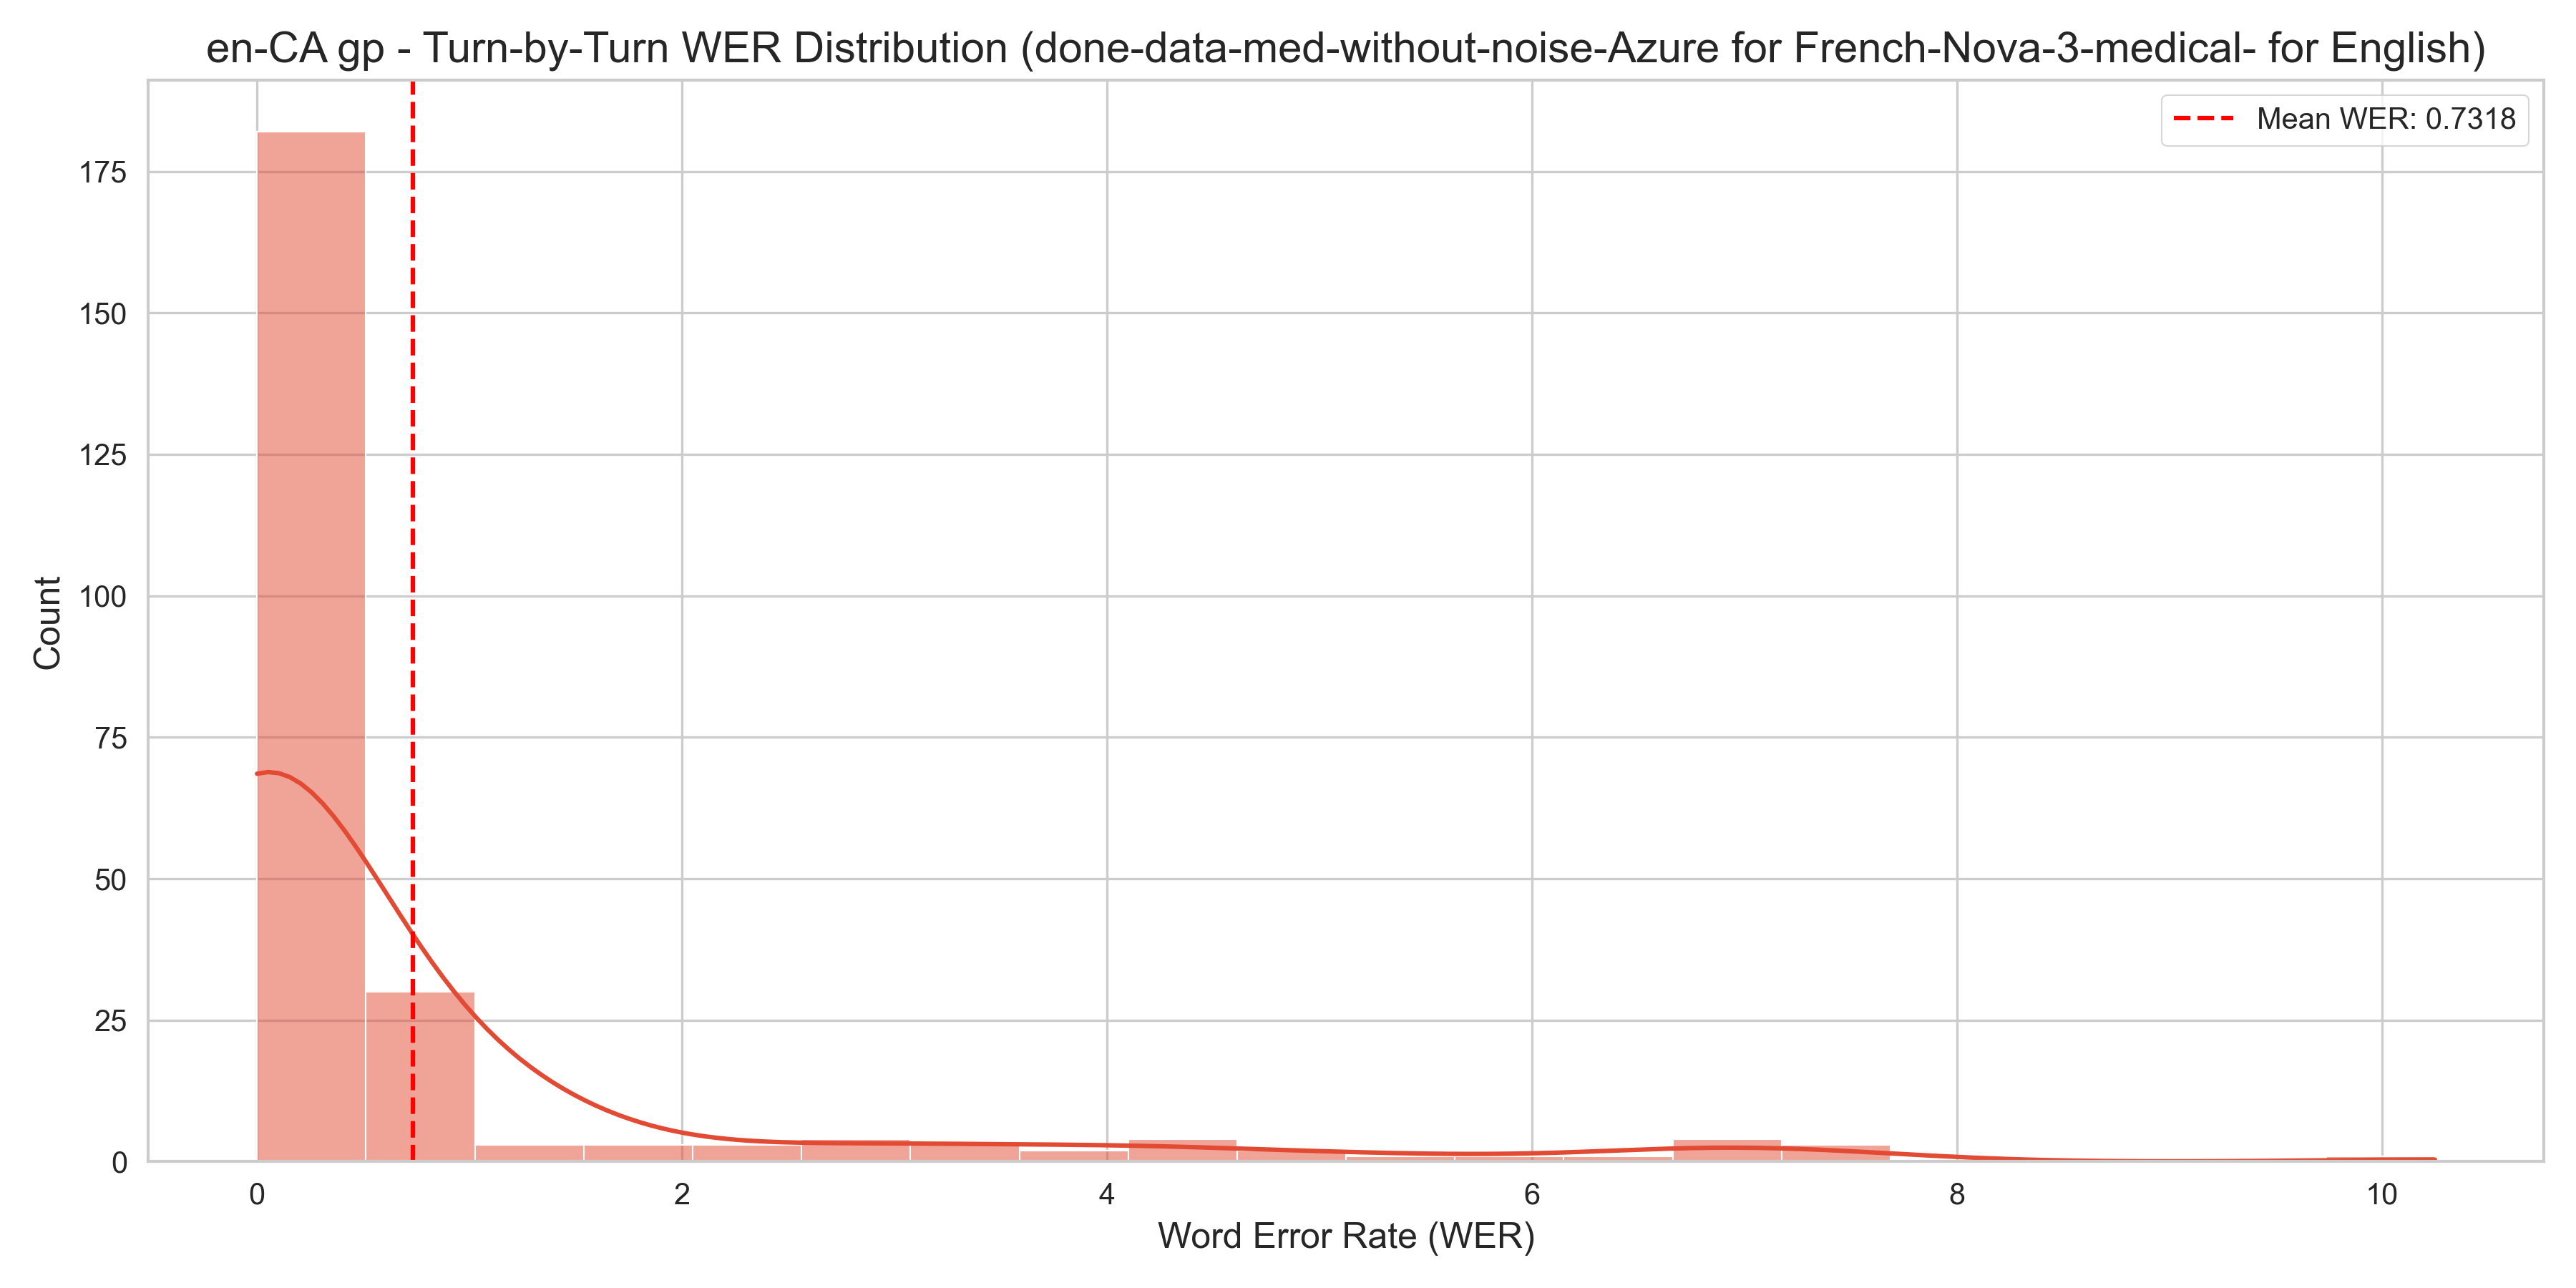 en-CA gp - Turn-by-Turn WER Distribution (done-data-med-without-noise-Azure for French-Nova-3-medical- for English)
Mean WER: 0.7318
175
150
125
100
75
50
25
0
Count
0 2 4 6 8 10
Word Error Rate (WER)